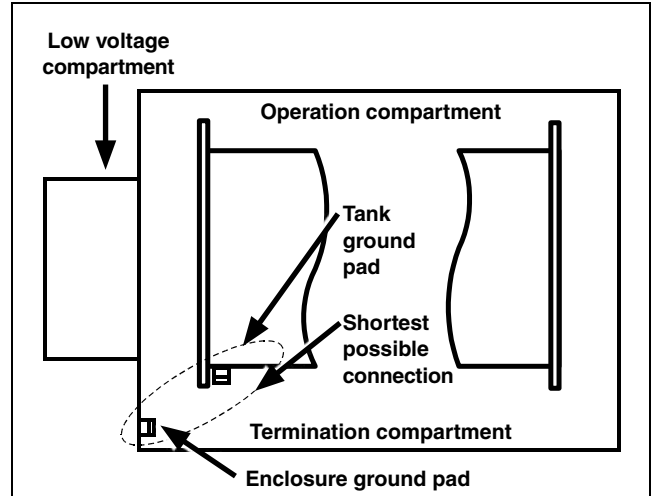 Low voltage
compartment
Operation compartment
Tank
ground
pad
Shortest
possible
connection
Termination compartment
Enclosure ground pad